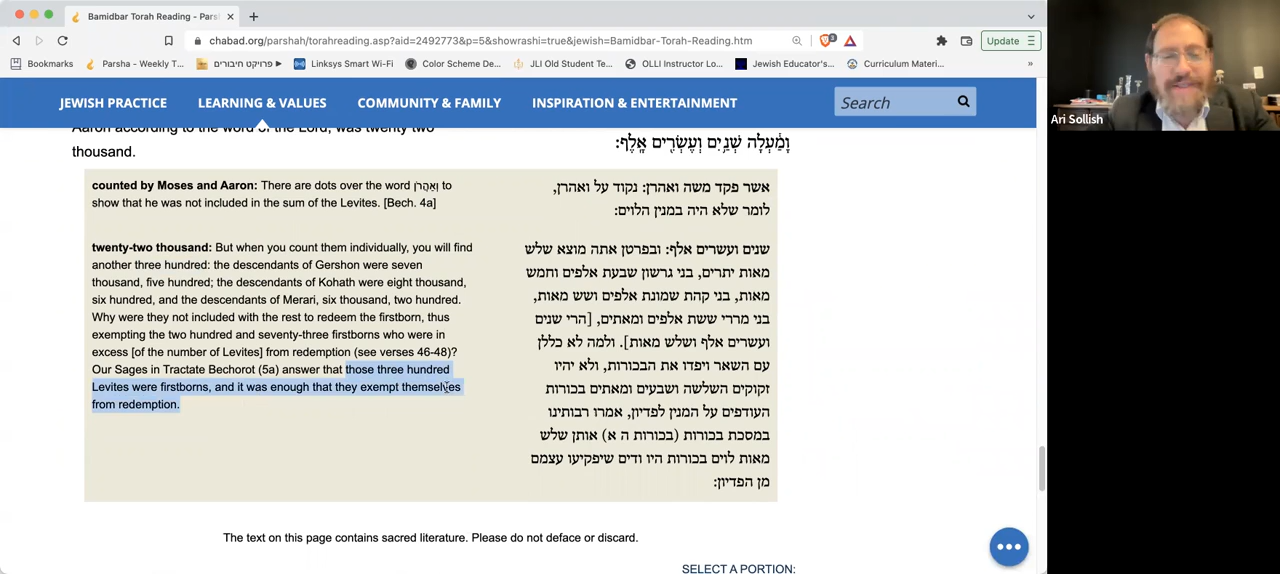 Bamidbar Torah Reading - Parsh
chabad.org/parshah/torahreading.asp?aid=2492773&p=5&showrashi=true&jewish=Bamidbar-Torah-Reading.htm
3
Update
Bookmarks
Parsha - Weekly T...
פרויקט חיבורים
Linksys Smart Wi-Fi
Color Scheme De...
JLI Old Student Te...
OLLI Instructor Lo...
Jewish Educator's...
Curriculum Materi...
»
JEWISH PRACTICE
LEARNING & VALUES
COMMUNITY & FAMILY
INSPIRATION & ENTERTAINMENT
Search
Ari Sollish
Aaron according to the word of the Lord, was twenty two
thousand.
וָמַ֔עְלָה שְׁנַ֥יִם וְעֶשְׂרִ֖ים אָֽלֶף:
counted by Moses and Aaron: There are dots over the word וְאַהֲרֹן to
show that he was not included in the sum of the Levites. [Bech. 4a]
אשר פקד משה ואהרן: נקוד על ואהרן,
לומר שלא היה במנין הלוים:
twenty-two thousand: But when you count them individually, you will find
another three hundred: the descendants of Gershon were seven
thousand, five hundred; the descendants of Kohath were eight thousand,
six hundred, and the descendants of Merari, six thousand, two hundred.
Why were they not included with the rest to redeem the firstborn, thus
exempting the two hundred and seventy-three firstborns who were in
excess [of the number of Levites] from redemption (see verses 46-48)?
Our Sages in Tractate Bechorot (5a) answer that those three hundred
Levites were firstborns, and it was enough that they exempt themselves
from redemption.
שנים ועשרים אלף: ובפרטן אתה מוצא שלש
מאות יתרים, בני גרשון שבעת אלפים וחמש
מאות, בני קהת שמונת אלפים ושש מאות,
בני מררי ששת אלפים ומאתים, [הרי שנים
ועשרים אלף ושלש מאות]. ולמה לא כללן
עם השאר ויפדו את הבכורות, ולא יהיו
זקוקים השלשה ושבעים ומאתים בכורות
העודפים על המנין לפדיון, אמרו רבותינו
במסכת בכורות (בכורות ה א) אותן שלש
מאות לוים בכורות היו ודים שיפקיעו עצמם
מן הפדיון:
The text on this page contains sacred literature. Please do not deface or discard.
SELECT A PORTION: